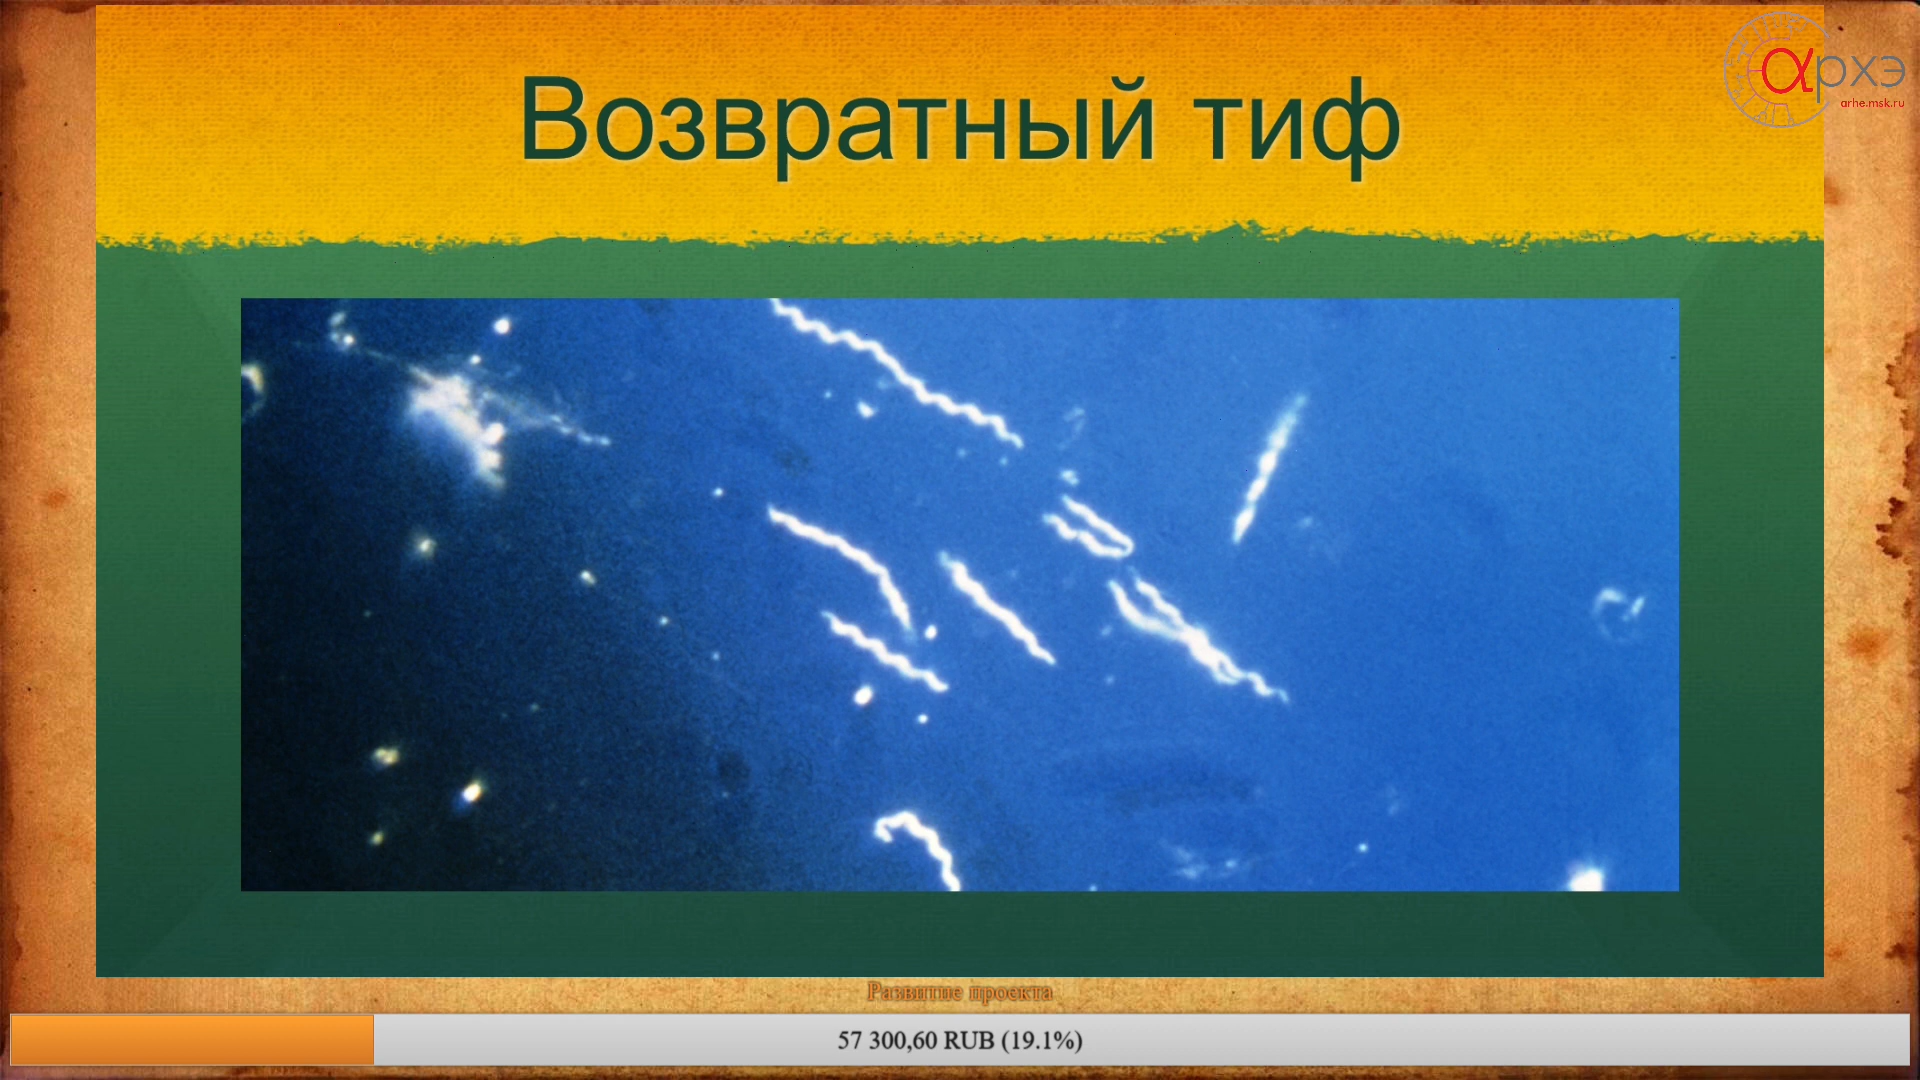 Возвратный тиф
αрхэ
arhe.msk.ru
Развитие проекта
57 300,60 RUB (19.1%)